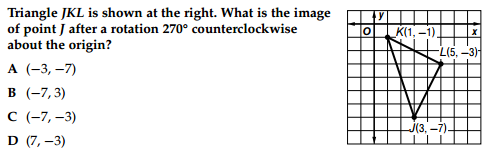 Triangle JKL is shown at the right. What is the image
of point J after a rotation 270° counterclockwise
about the origin?
A (−3, −7)
B (−7, 3)
C (−7, −3)
D (7, −3)
y
O
K(1, −1)
x
L(5, −3)
J(3, −7)